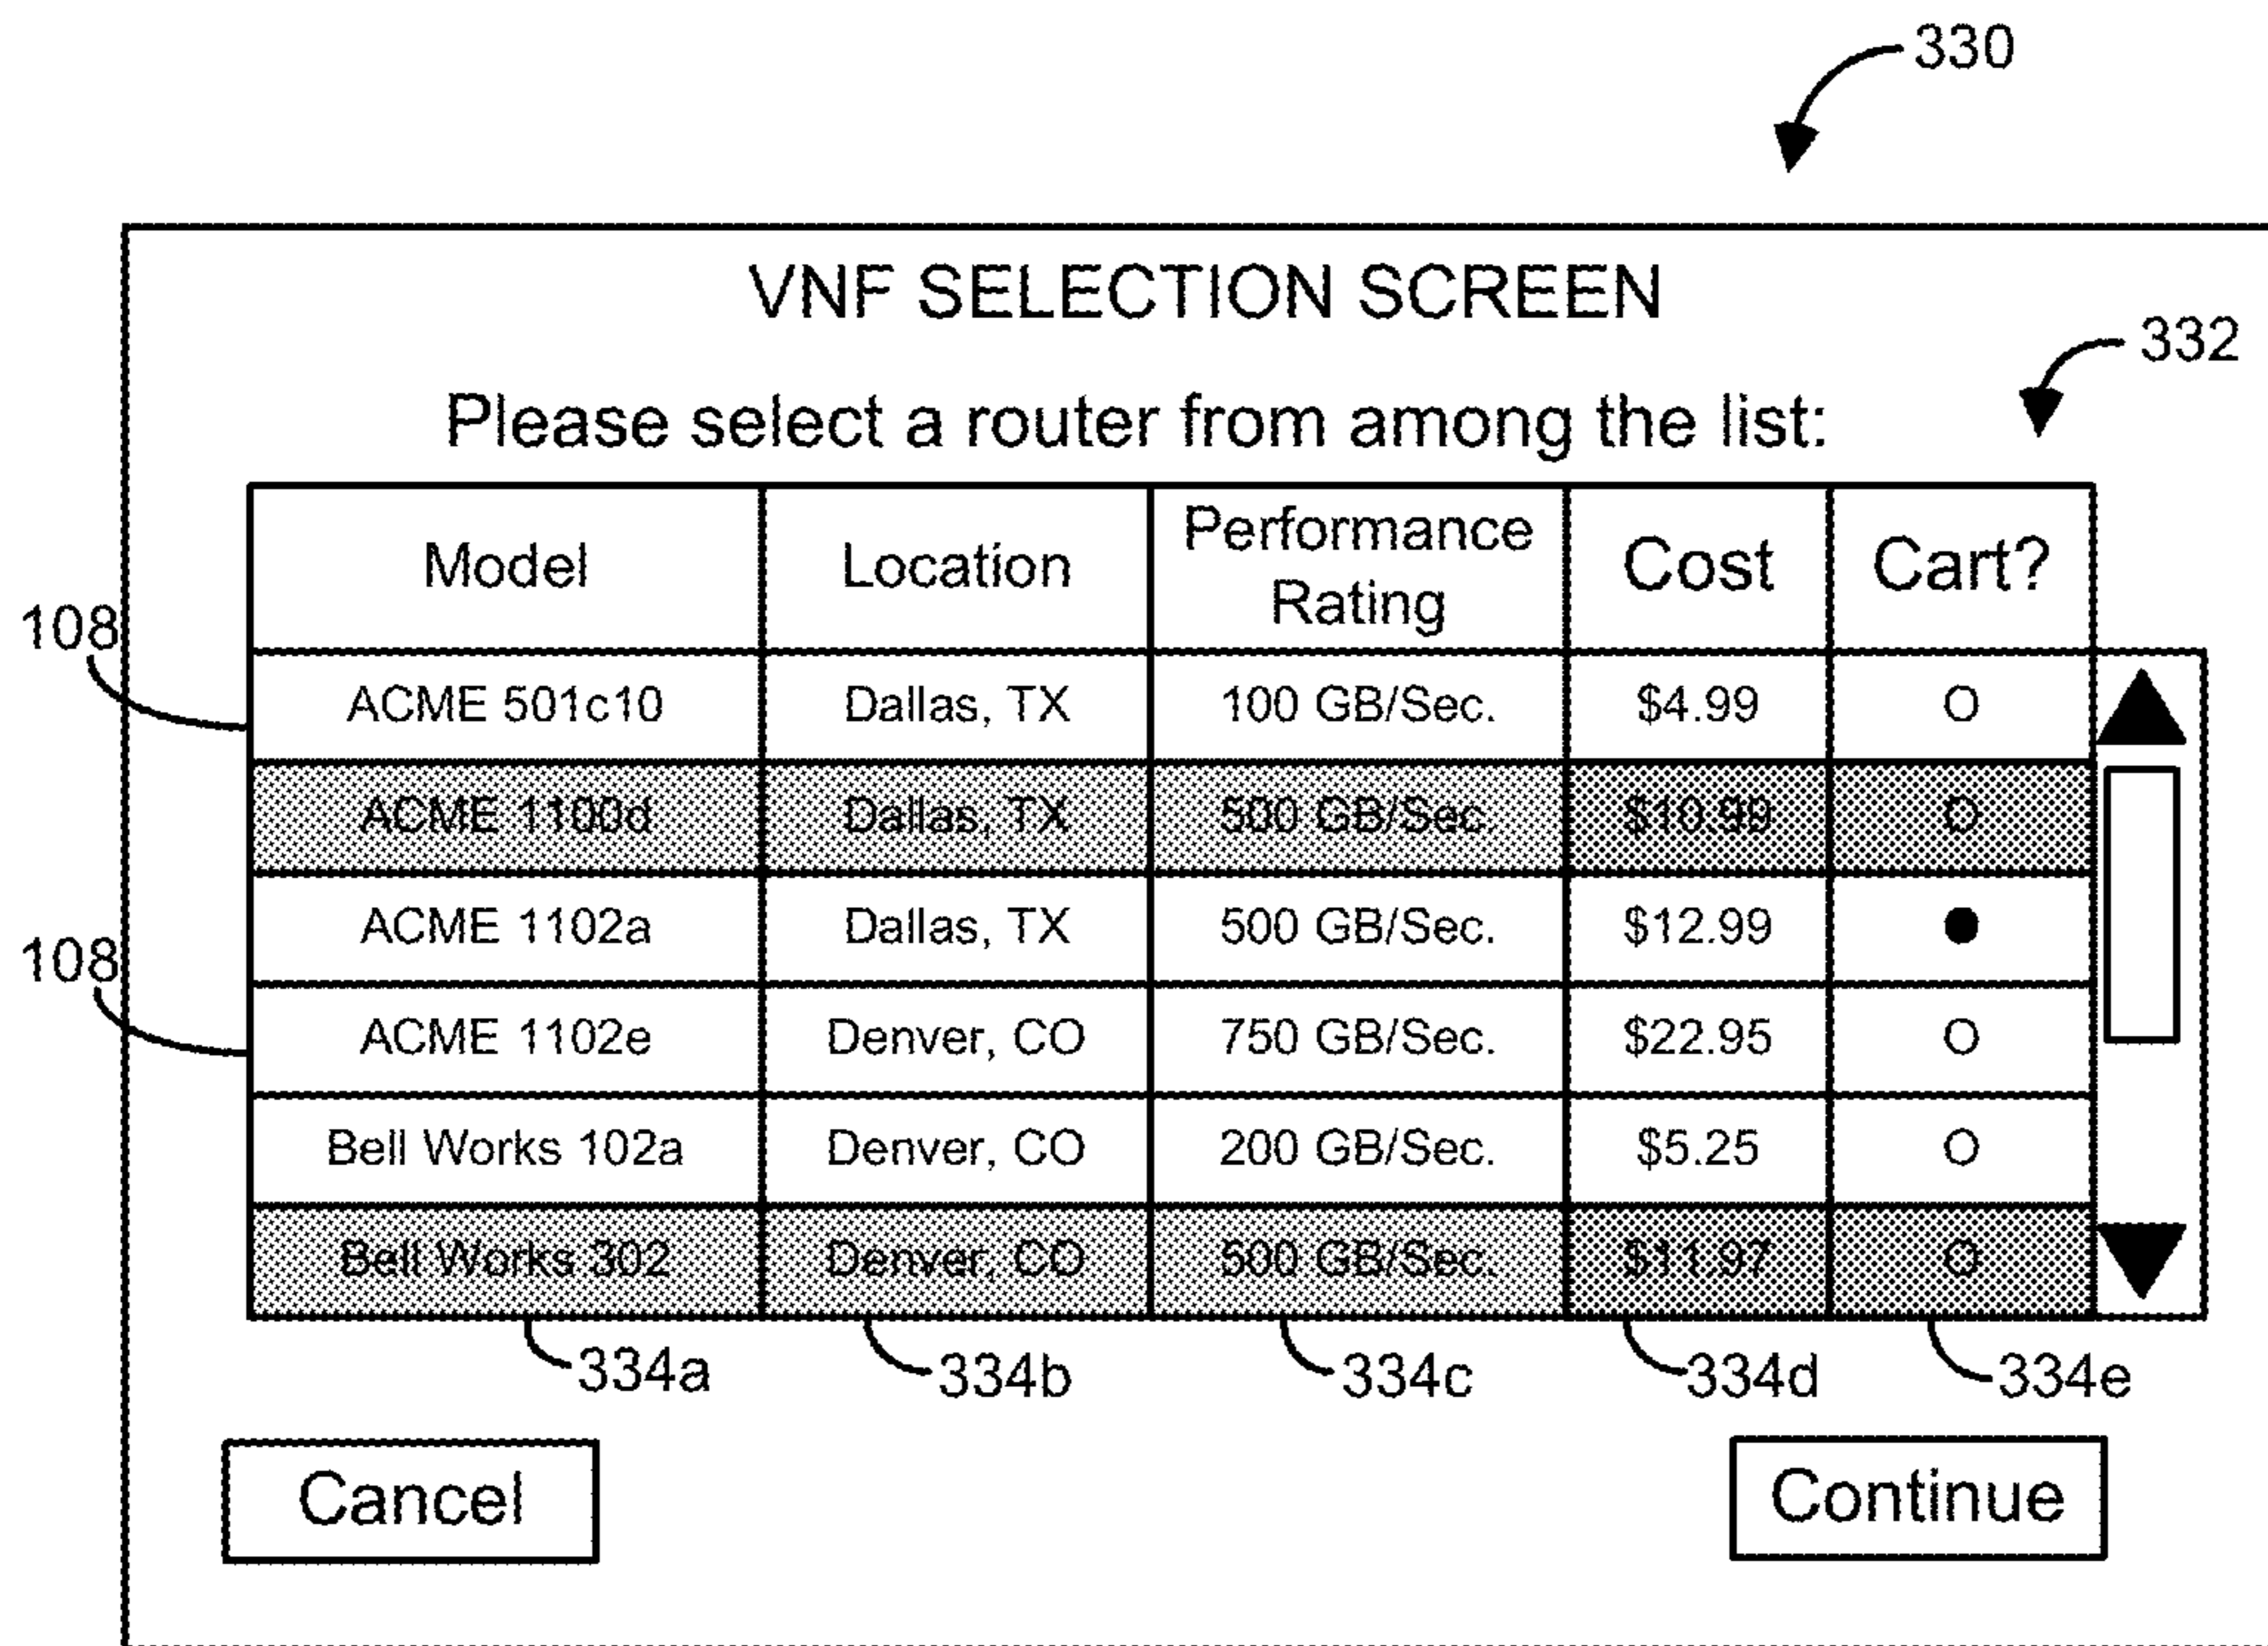 330
VNF SELECTION SCREEN
332
Please select a router from among the list:
Model Location Performance Rating Cost Cart?
108
ACME 501c10 Dallas, TX 100 GB/Sec. $4.99 O
ACME 1100d Dallas, TX 500 GB/Sec. $10.99 O
ACME 1102a Dallas, TX 500 GB/Sec. $12.99 ●
108
ACME 1102e Denver, CO 750 GB/Sec. $22.95 O
Bell Works 102a Denver, CO 200 GB/Sec. $5.25 O
Bell Works 302 Denver, CO 500 GB/Sec. $11.97 O
334a 334b 334c 334d 334e
Cancel Continue